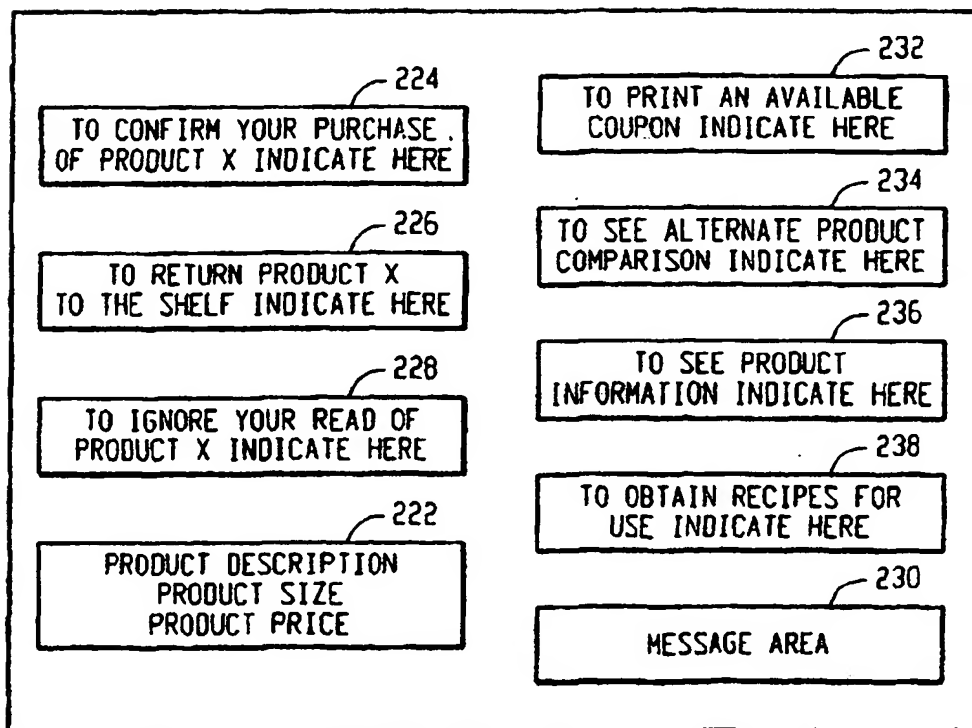 224
TO CONFIRM YOUR PURCHASE.
OF PRODUCT X INDICATE HERE
226
TO RETURN PRODUCT X
TO THE SHELF INDICATE HERE
228
TO IGNORE YOUR READ OF
PRODUCT X INDICATE HERE
222
PRODUCT DESCRIPTION
PRODUCT SIZE
PRODUCT PRICE
232
TO PRINT AN AVAILABLE
COUPON INDICATE HERE
234
TO SEE ALTERNATE PRODUCT
COMPARISON INDICATE HERE
236
TO SEE PRODUCT
INFORMATION INDICATE HERE
238
TO OBTAIN RECIPES FOR
USE INDICATE HERE
230
MESSAGE AREA